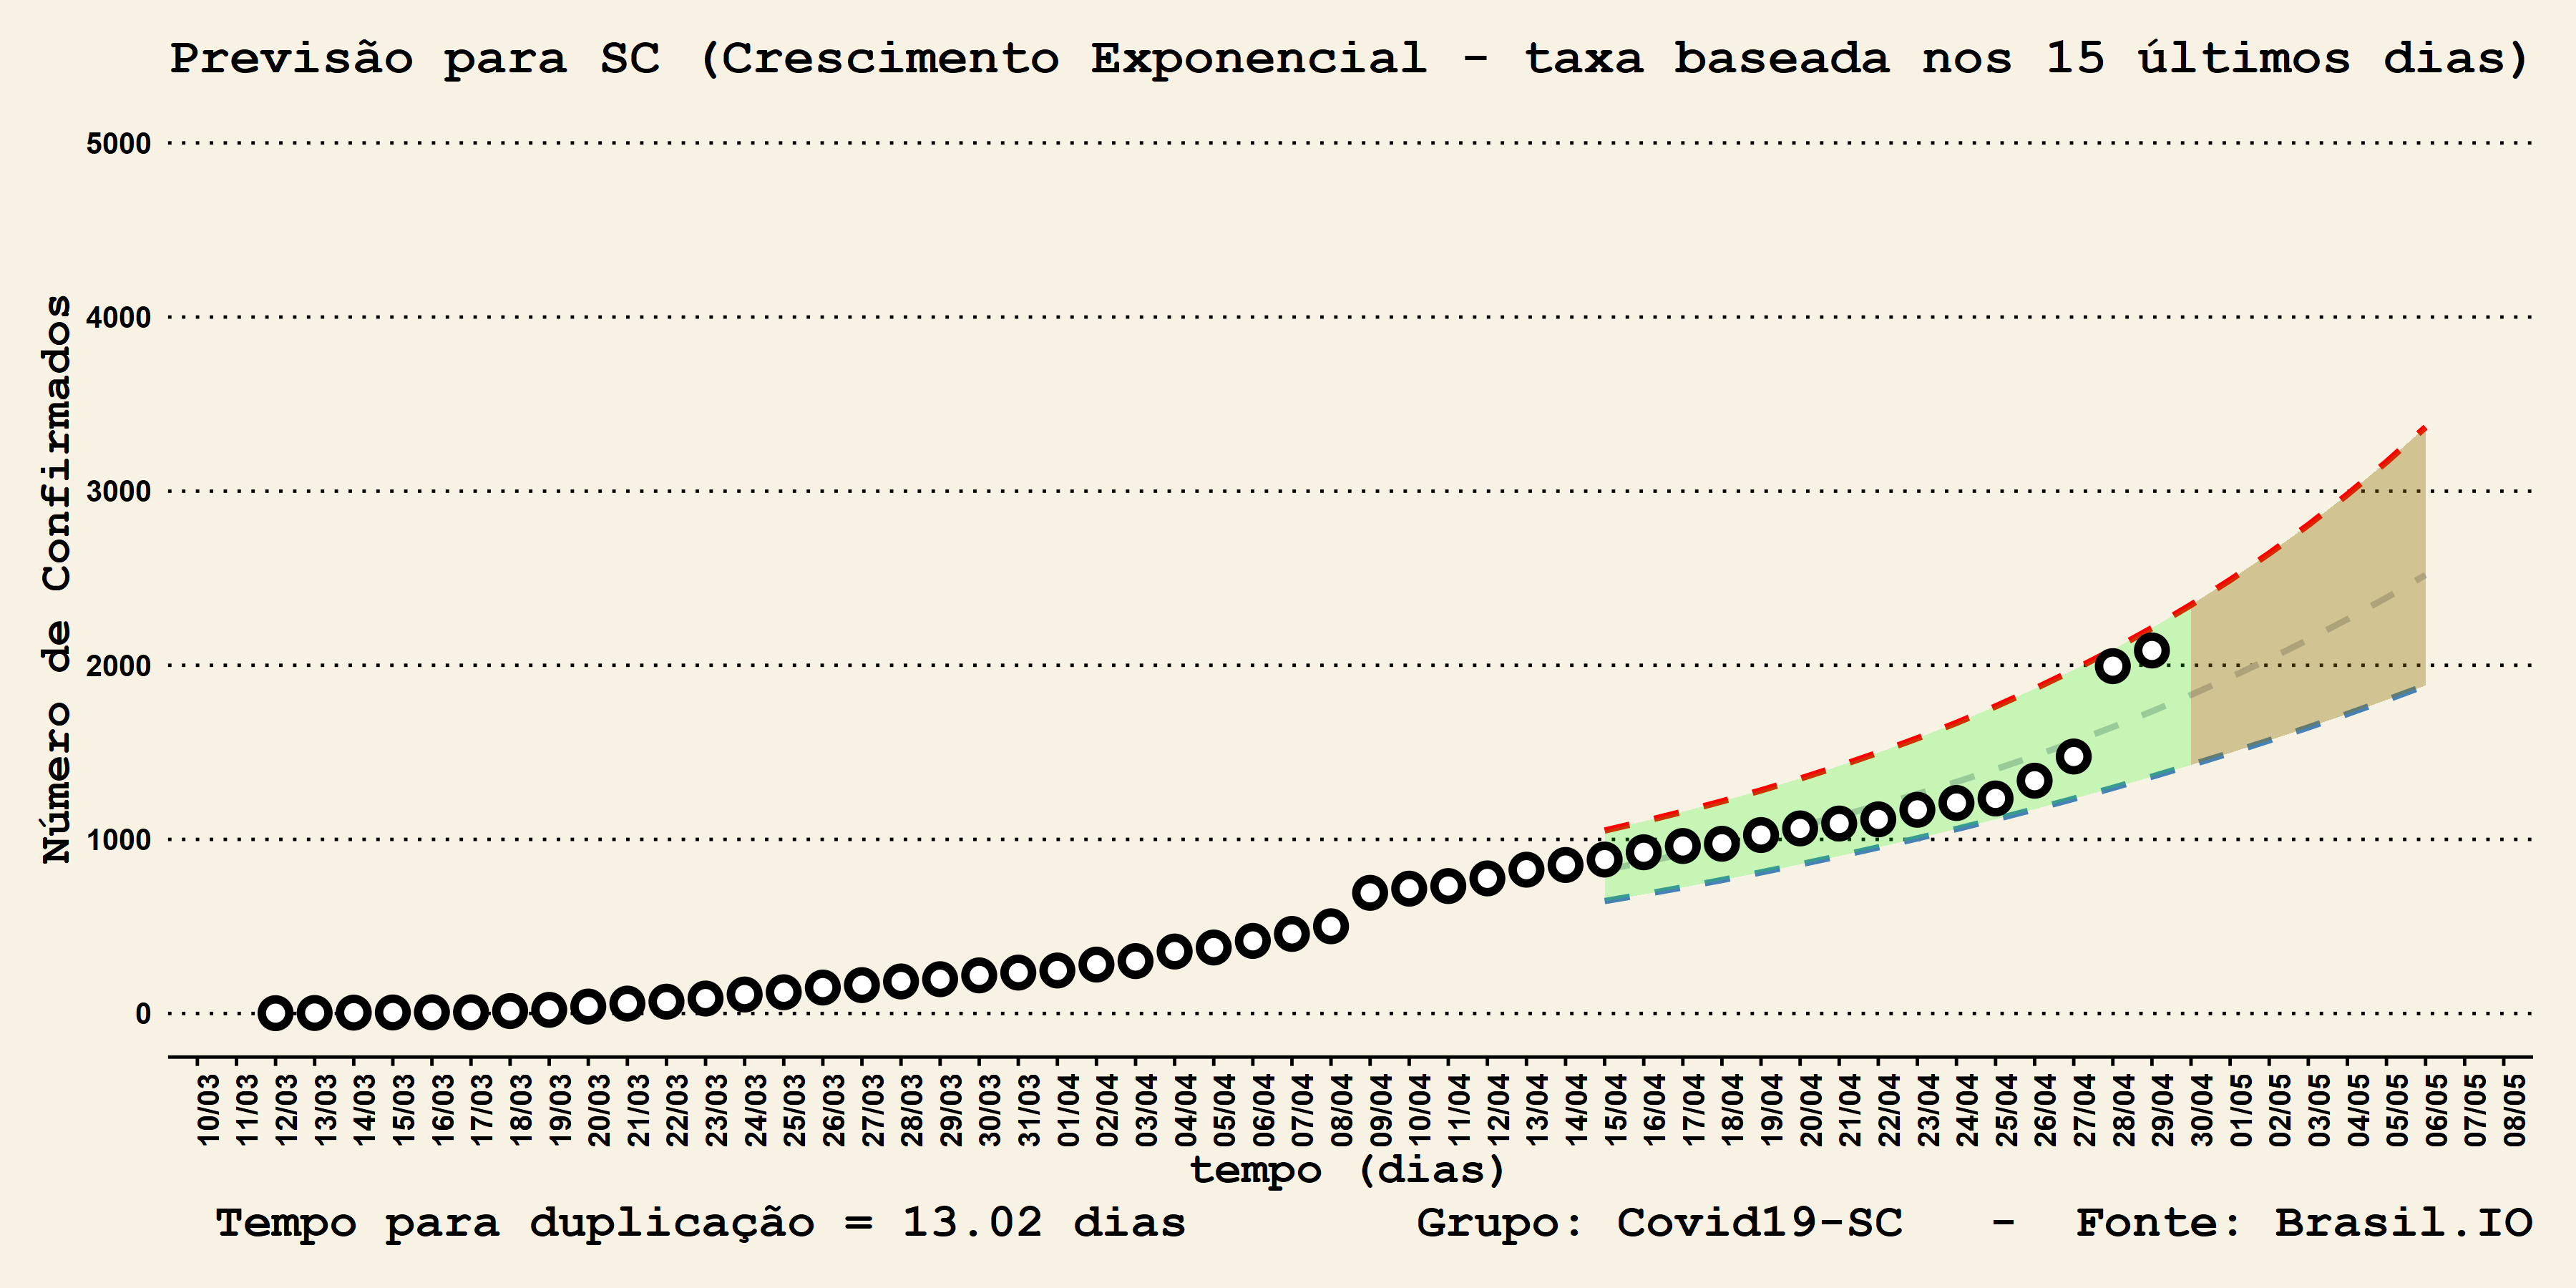 Previsão para SC (Crescimento Exponencial - taxa baseada nos 15 últimos dias)
Número de Confirmados
5000
4000
3000
2000
1000
0
10/03 11/03 12/03 13/03 14/03 15/03 16/03 17/03 18/03 19/03 20/03 21/03 22/03 23/03 24/03 25/03 26/03 27/03 28/03 29/03 30/03 31/03 01/04 02/04 03/04 04/04 05/04 06/04 07/04 08/04 09/04 10/04 11/04 12/04 13/04 14/04 15/04 16/04 17/04 18/04 19/04 20/04 21/04 22/04 23/04 24/04 25/04 26/04 27/04 28/04 29/04 30/04 01/05 02/05 03/05 04/05 05/05 06/05 07/05 08/05
tempo (dias)
Tempo para duplicação = 13.02 dias Grupo: Covid19-SC - Fonte: Brasil.IO